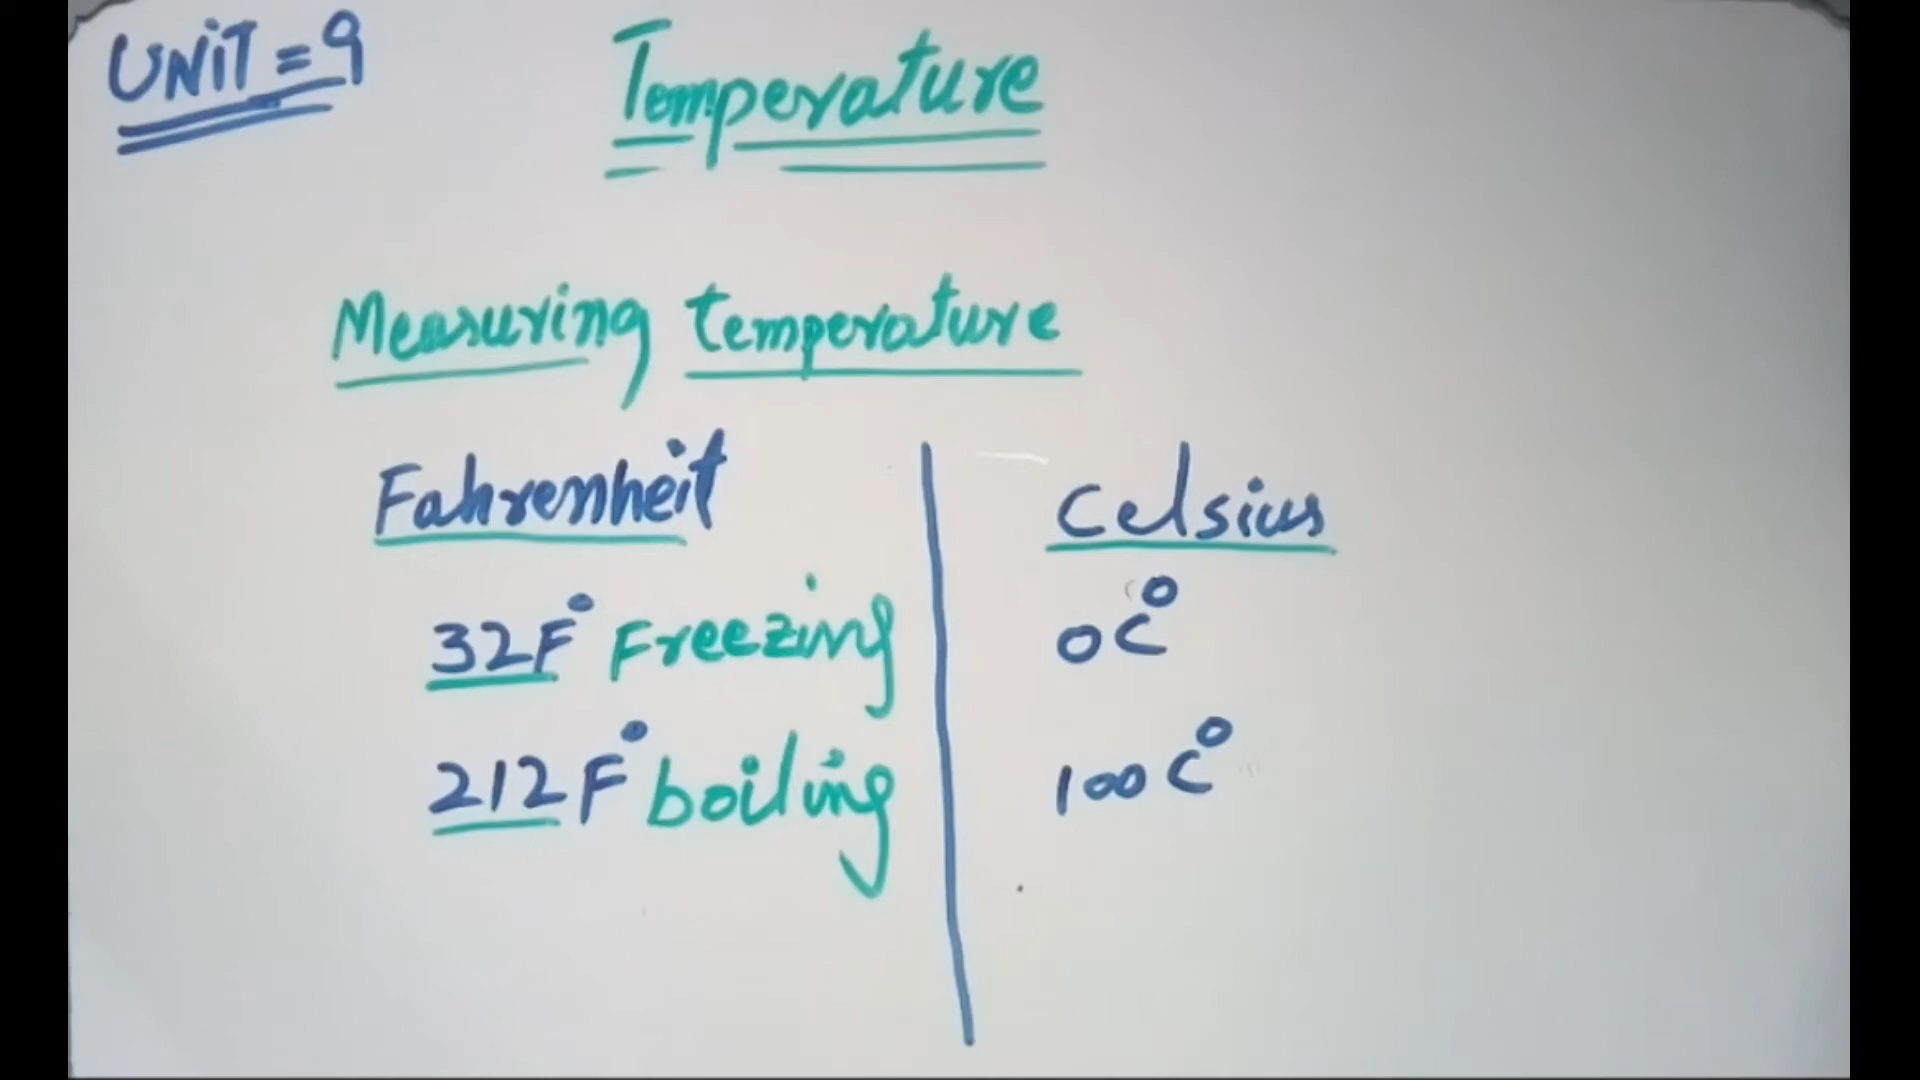 UNiT = 9
Temperature
Measuring temperature
Fahrenheit
Celsius
32F° Freezing
0C°
212F° boiling
100C°